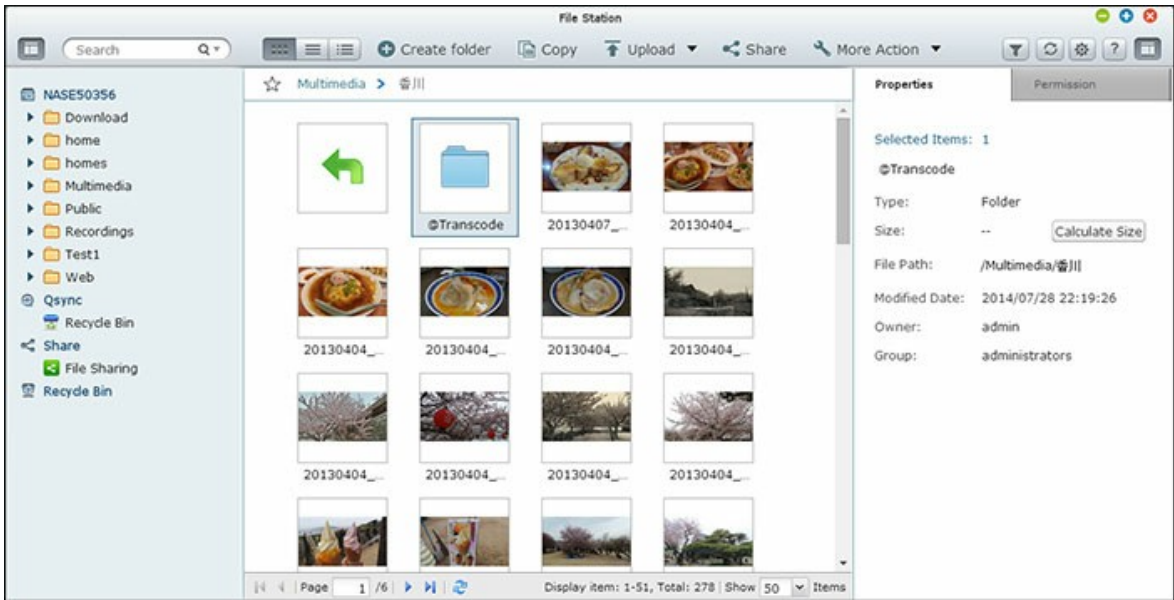 File Station
Search
Create folder
Copy
Upload
Share
More Action
?
NASE50356
Download
home
homes
Multimedia
Public
Recordings
Test1
Web
Qsync
Recycle Bin
Share
File Sharing
Recycle Bin
Multimedia > 香川
@Transcode 20130407_... 20130404_...
20130404_... 20130404_... 20130404_... 20130404_...
20130404_... 20130404_... 20130404_... 20130404_...
Page 1 /6 Display item: 1-51, Total: 278 Show 50 Items
Properties Permission
Selected Items: 1
@Transcode
Type: Folder
Size: -- Calculate Size
File Path: /Multimedia/香川
Modified Date: 2014/07/28 22:19:26
Owner: admin
Group: administrators